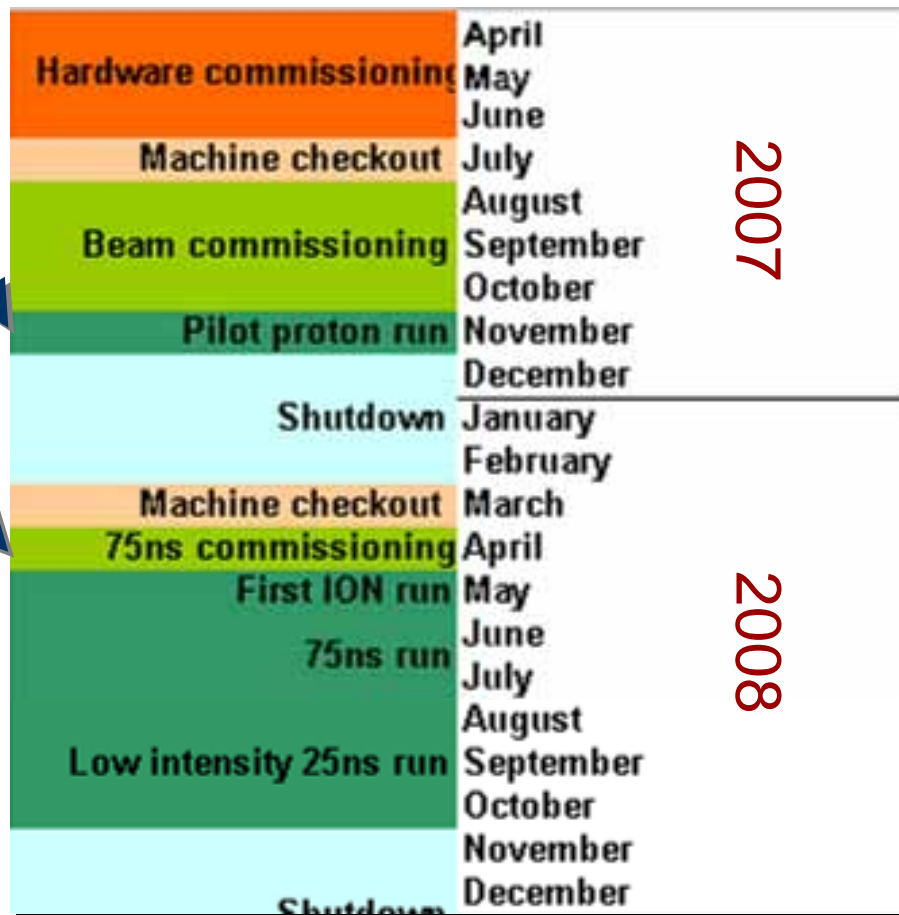 April
Hardware commissioning May
June
Machine checkout July
August
Beam commissioning September
October
Pilot proton run November
December
2007
Shutdown January
February
Machine checkout March
75ns commissioning April
First ION run May
June
75ns run
July
August
Low intensity 25ns run September
October
November
December
Shutdown
2008